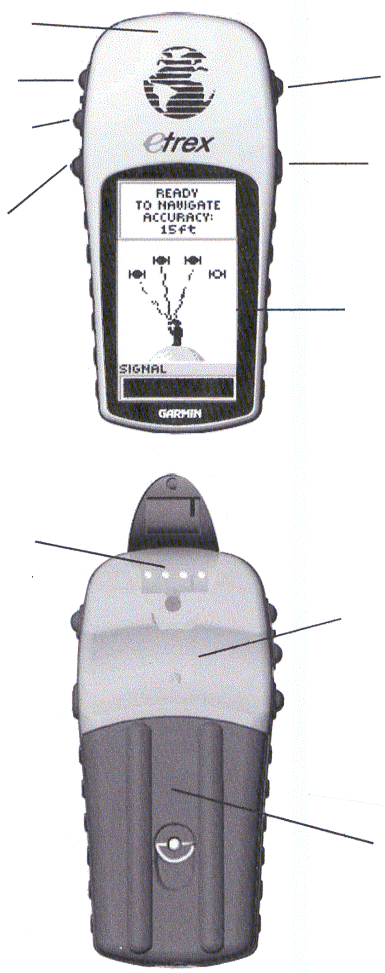 etrex
READY
TO NAVIGATE
ACCURACY:
15ft
SIGNAL
GARMIN